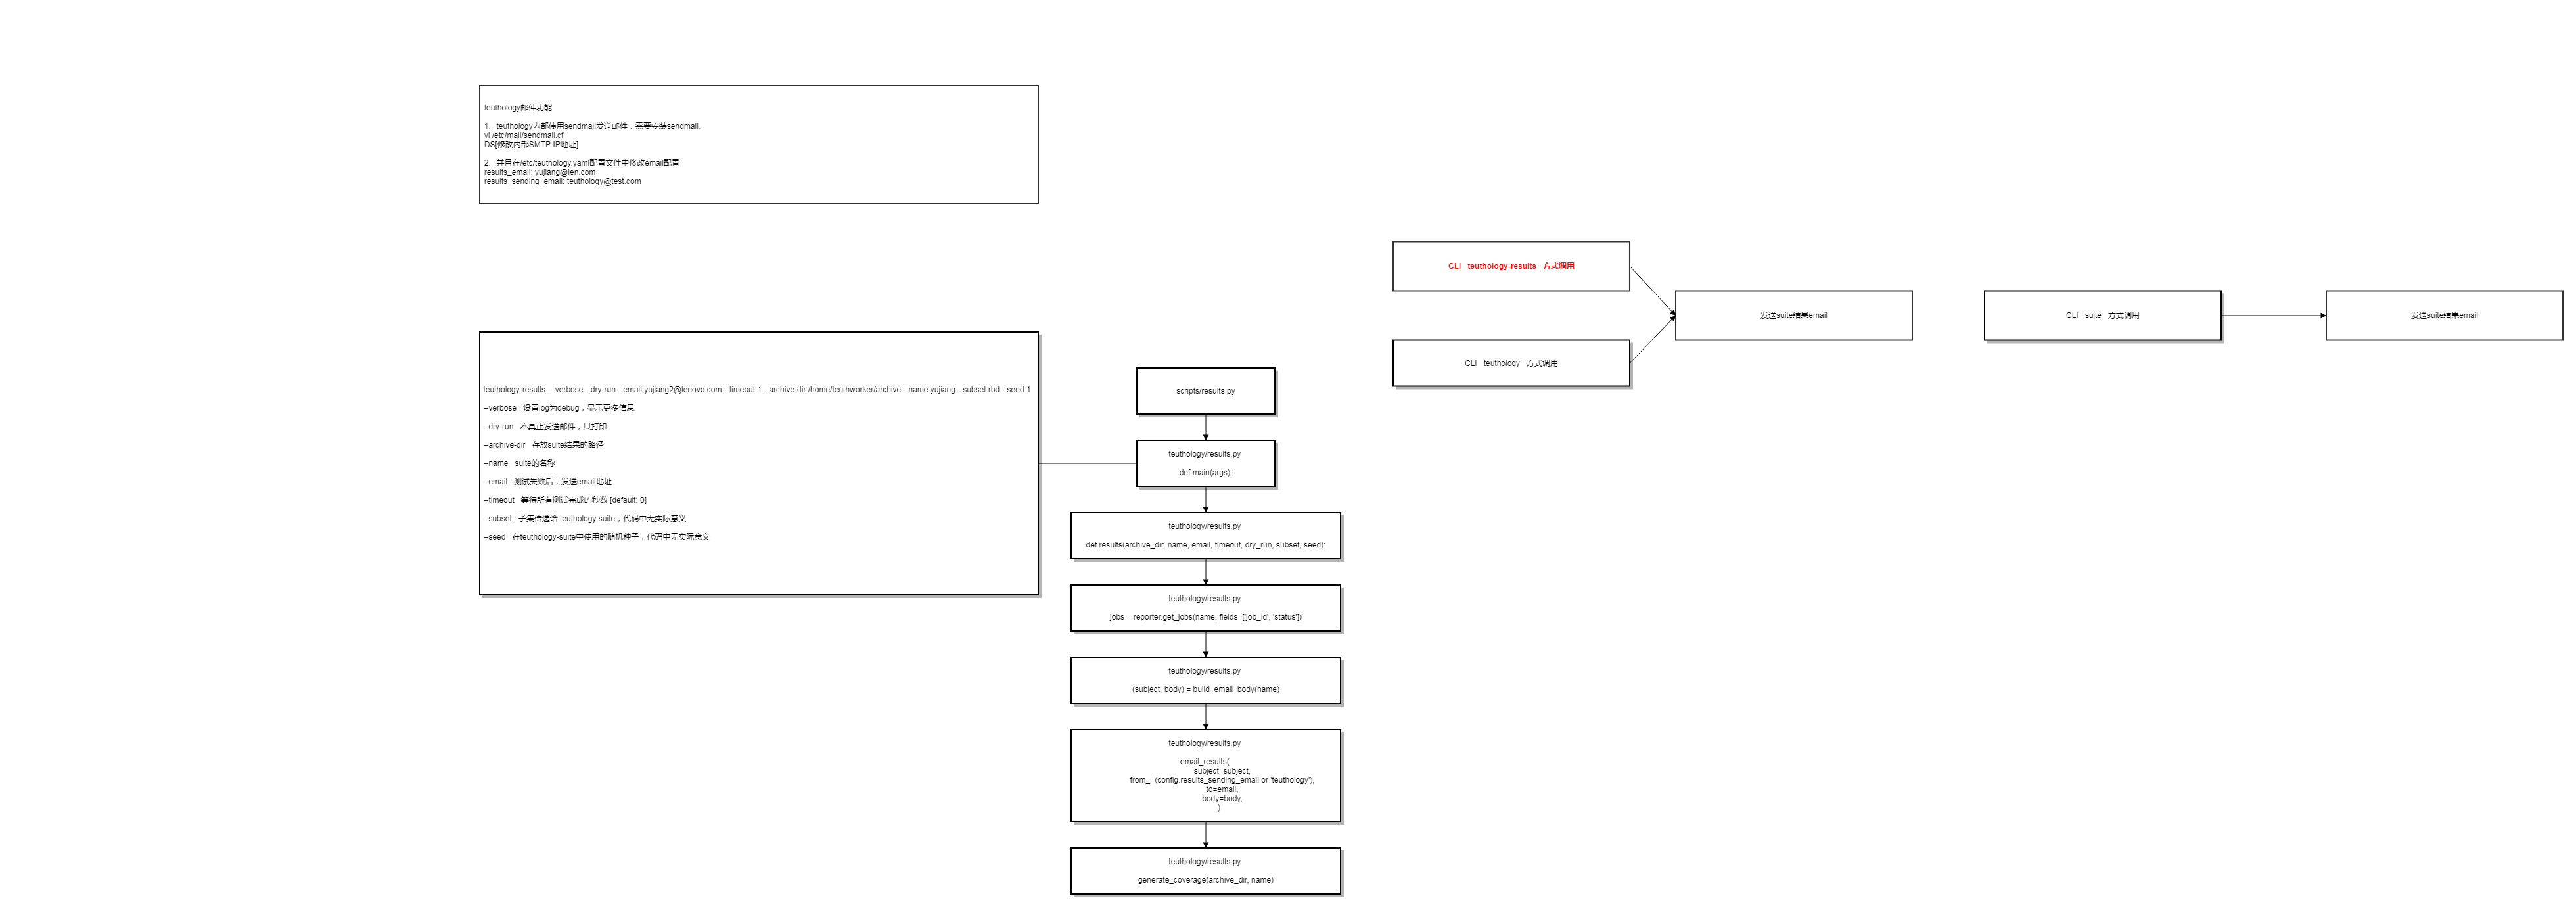 teuthology邮件功能
1、teuthology内部使用sendmail发送邮件，需要安装sendmail。
vi /etc/mail/sendmail.cf
DS[修改内部SMTP IP地址]
2、并且在/etc/teuthology.yaml配置文件中修改email配置
results_email: yujiang@len.com
results_sending_email: teuthology@test.com
CLI teuthology-results 方式调用
CLI teuthology 方式调用
发送suite结果email
CLI suite 方式调用
发送suite结果email
teuthology-results --verbose --dry-run --email yujiang2@lenovo.com --timeout 1 --archive-dir /home/teuthworker/archive --name yujiang --subset rbd --seed 1
--verbose 设置log为debug，显示更多信息
--dry-run 不真正发送邮件，只打印
--archive-dir 存放suite结果的路径
--name suite的名称
--email 测试失败后，发送email地址
--timeout 等待所有测试完成的秒数 [default: 0]
--subset 子集传递给 teuthology suite，代码中无实际意义
--seed 在teuthology-suite中使用的随机种子，代码中无实际意义
scripts/results.py
teuthology/results.py
def main(args):
teuthology/results.py
def results(archive_dir, name, email, timeout, dry_run, subset, seed):
teuthology/results.py
jobs = reporter.get_jobs(name, fields=['job_id', 'status'])
teuthology/results.py
(subject, body) = build_email_body(name)
teuthology/results.py
email_results(
subject=subject,
from_=(config.results_sending_email or 'teuthology'),
to=email,
body=body,
)
teuthology/results.py
generate_coverage(archive_dir, name)